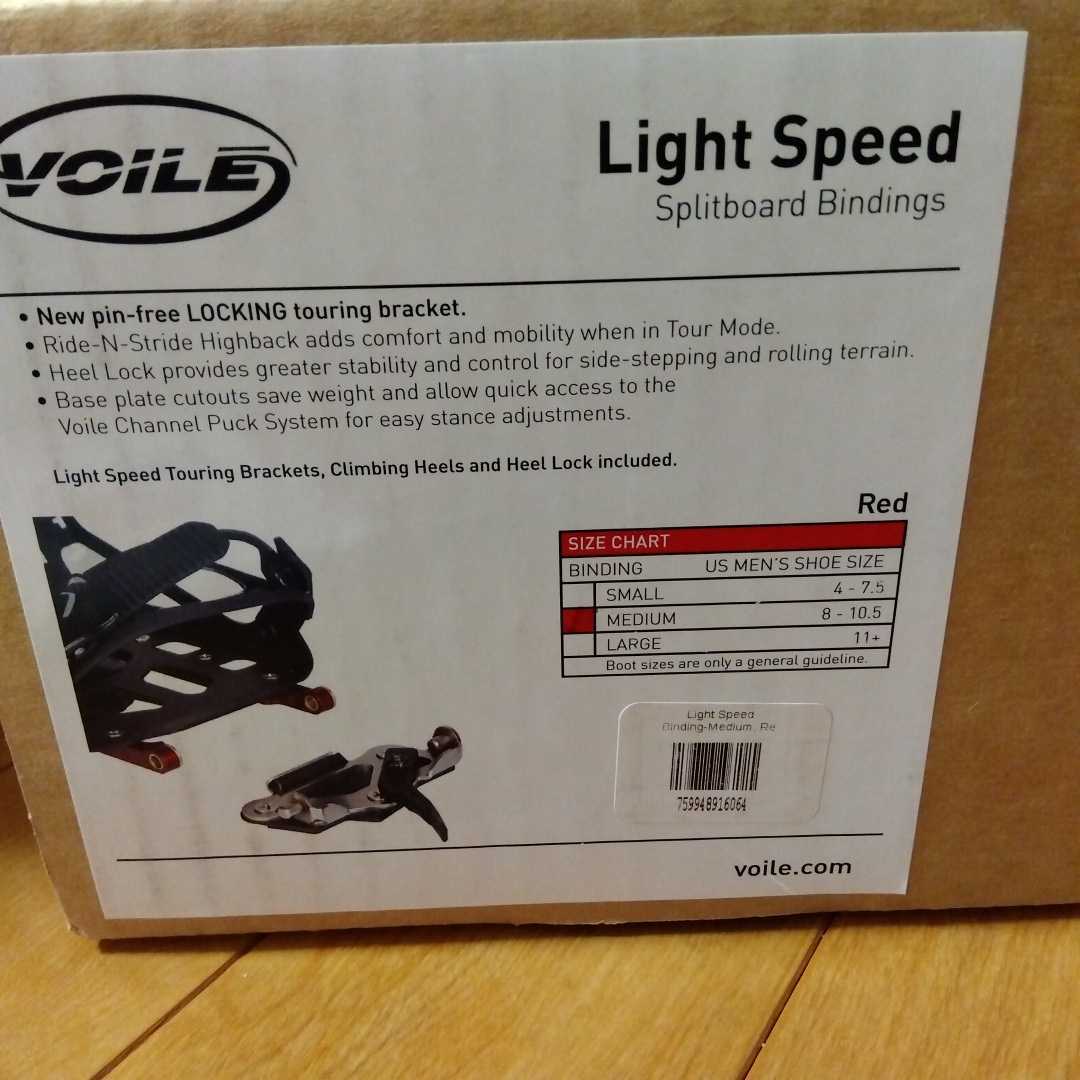 VOILÉ
Light Speed
Splitboard Bindings
• New pin-free LOCKING touring bracket.
• Ride-N-Stride Highback adds comfort and mobility when in Tour Mode.
• Heel Lock provides greater stability and control for side-stepping and rolling terrain.
• Base plate cutouts save weight and allow quick access to the
Voile Channel Puck System for easy stance adjustments.
Light Speed Touring Brackets, Climbing Heels and Heel Lock included.
Red
SIZE CHART
BINDING US MEN'S SHOE SIZE
SMALL 4 - 7.5
MEDIUM 8 - 10.5
LARGE 11+
Boot sizes are only a general guideline.
Light Speed
Binding-Medium, Re
759948916064
voile.com